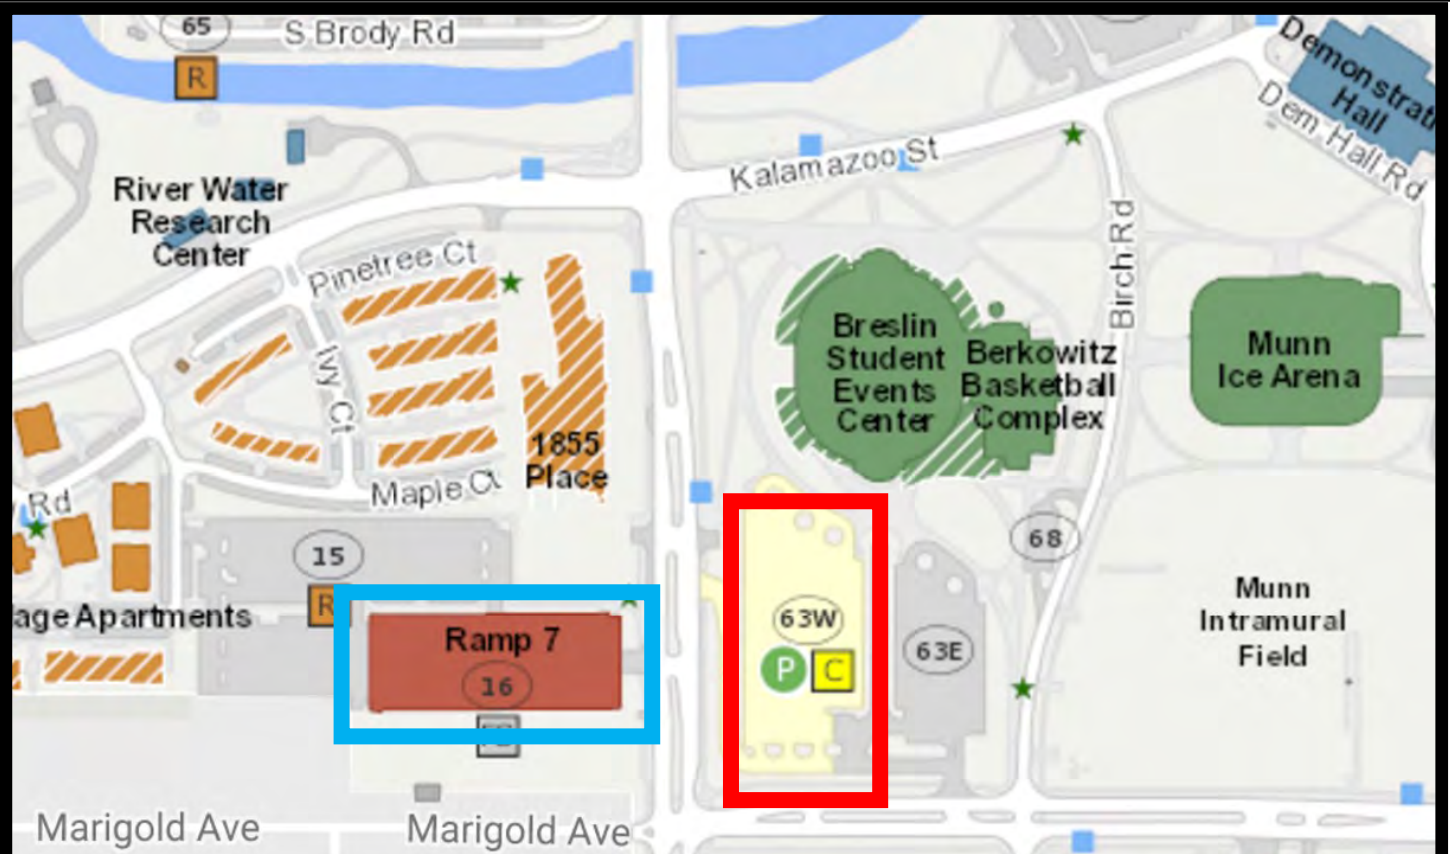 65
S Brody Rd
R
Demonstrati
Hall
Dem Hall Rd
Kalamazoo St
River Water
Research
Center
Pinetree Ct
Birch Rd
Breslin
Student
Events
Center
Berkowitz
Basketball
Complex
Munn
Ice Arena
Ivy Ct
1855
Place
Maple Ct
Rd
15
68
R
age Apartments
Ramp 7
16
63W
P
C
63E
Munn
Intramural
Field
Marigold Ave
Marigold Ave